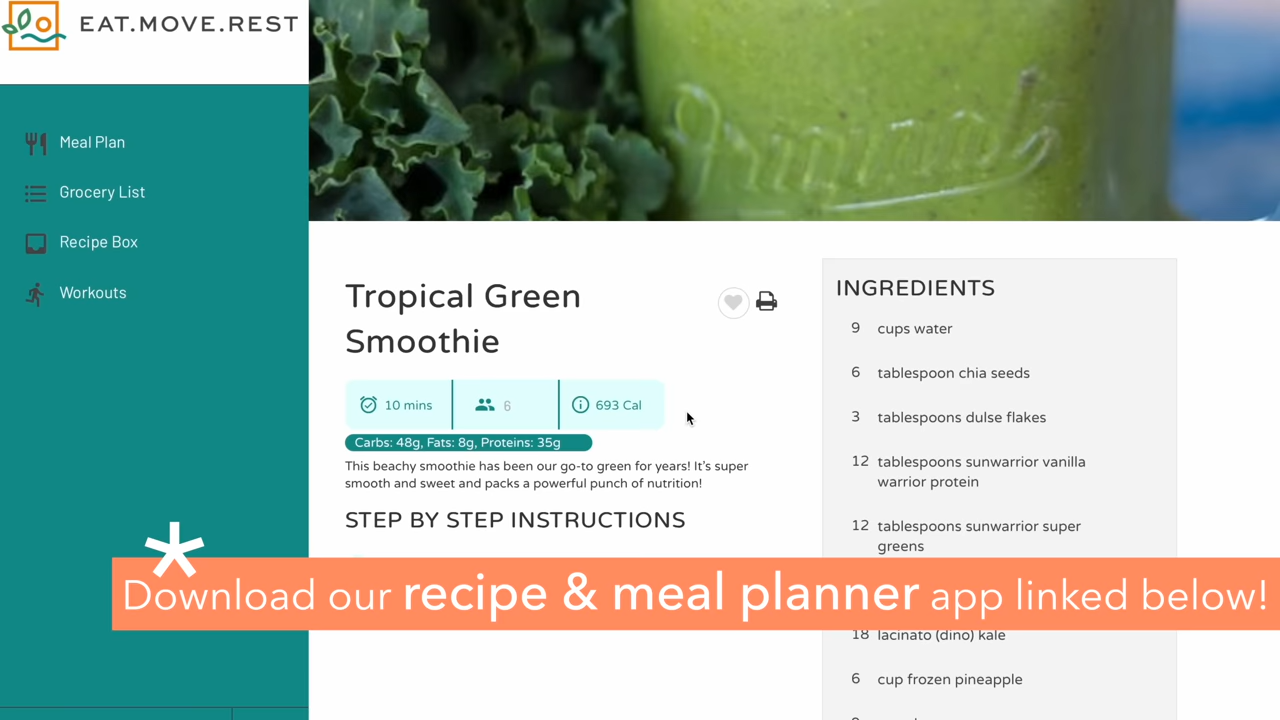 EAT.MOVE.REST
Meal Plan
Grocery List
Recipe Box
Workouts
Tropical Green
Smoothie
10 mins
6
693 Cal
Carbs: 48g, Fats: 8g, Proteins: 35g
This beachy smoothie has been our go-to green for years! It's super
smooth and sweet and packs a powerful punch of nutrition!
STEP BY STEP INSTRUCTIONS
INGREDIENTS
9 cups water
6 tablespoon chia seeds
3 tablespoons dulse flakes
12 tablespoons sunwarrior vanilla
warrior protein
12 tablespoons sunwarrior super
greens
*
Download our recipe & meal planner app linked below!
18 lacinato (dino) kale
6 cup frozen pineapple